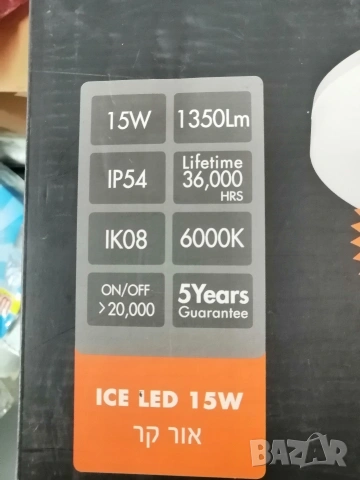 15W 1350Lm
IP54 Lifetime
36,000
HRS
IK08 6000K
ON/OFF
>20,000
5Years
Guarantee
ICE LED 15W
אור קר
BAZAR